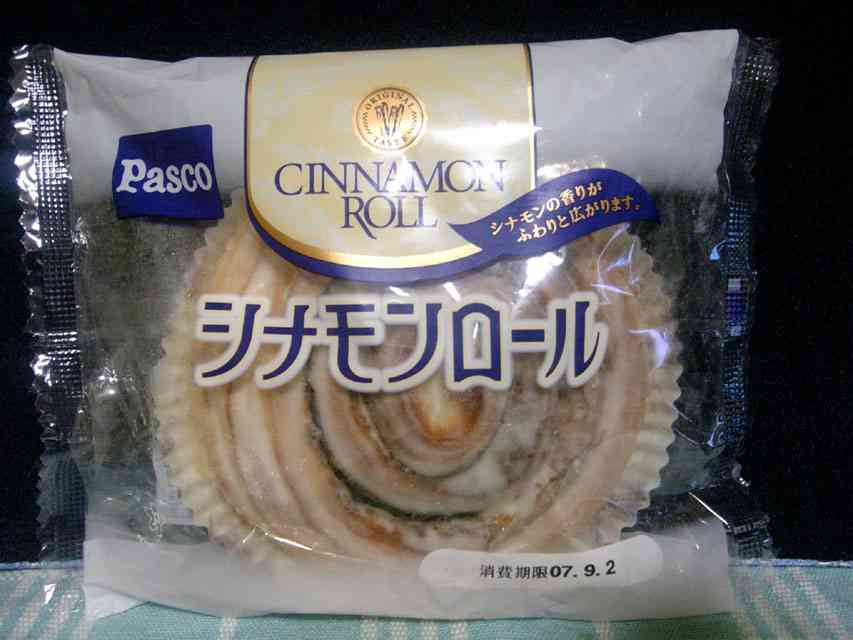 ORIGINAL
TASTE
Pasco
CINNAMON
ROLL
シナモンの香りが
ふわりと広がります。
シナモンロール
消費期限07.9.2